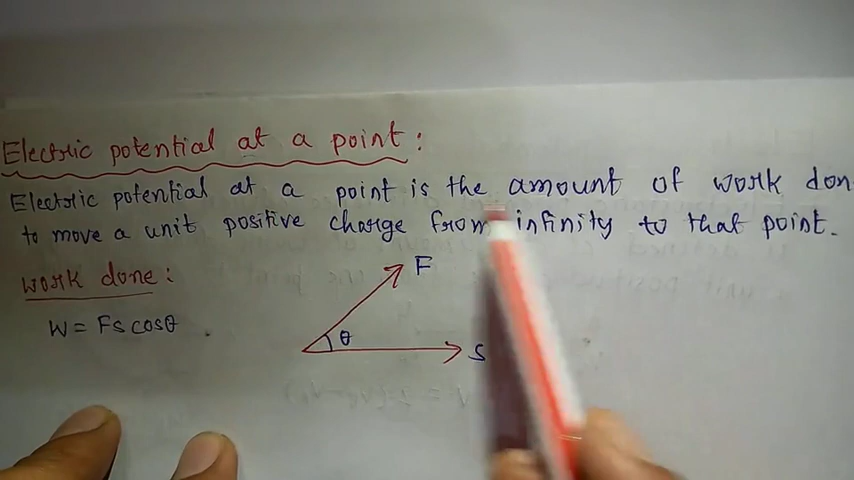 Electric potential at a point :
Electric potential at a point is the amount of work don
to move a unit positive charge from infinity to that point.
Work done :
F
W = Fs cosθ .
θ
S